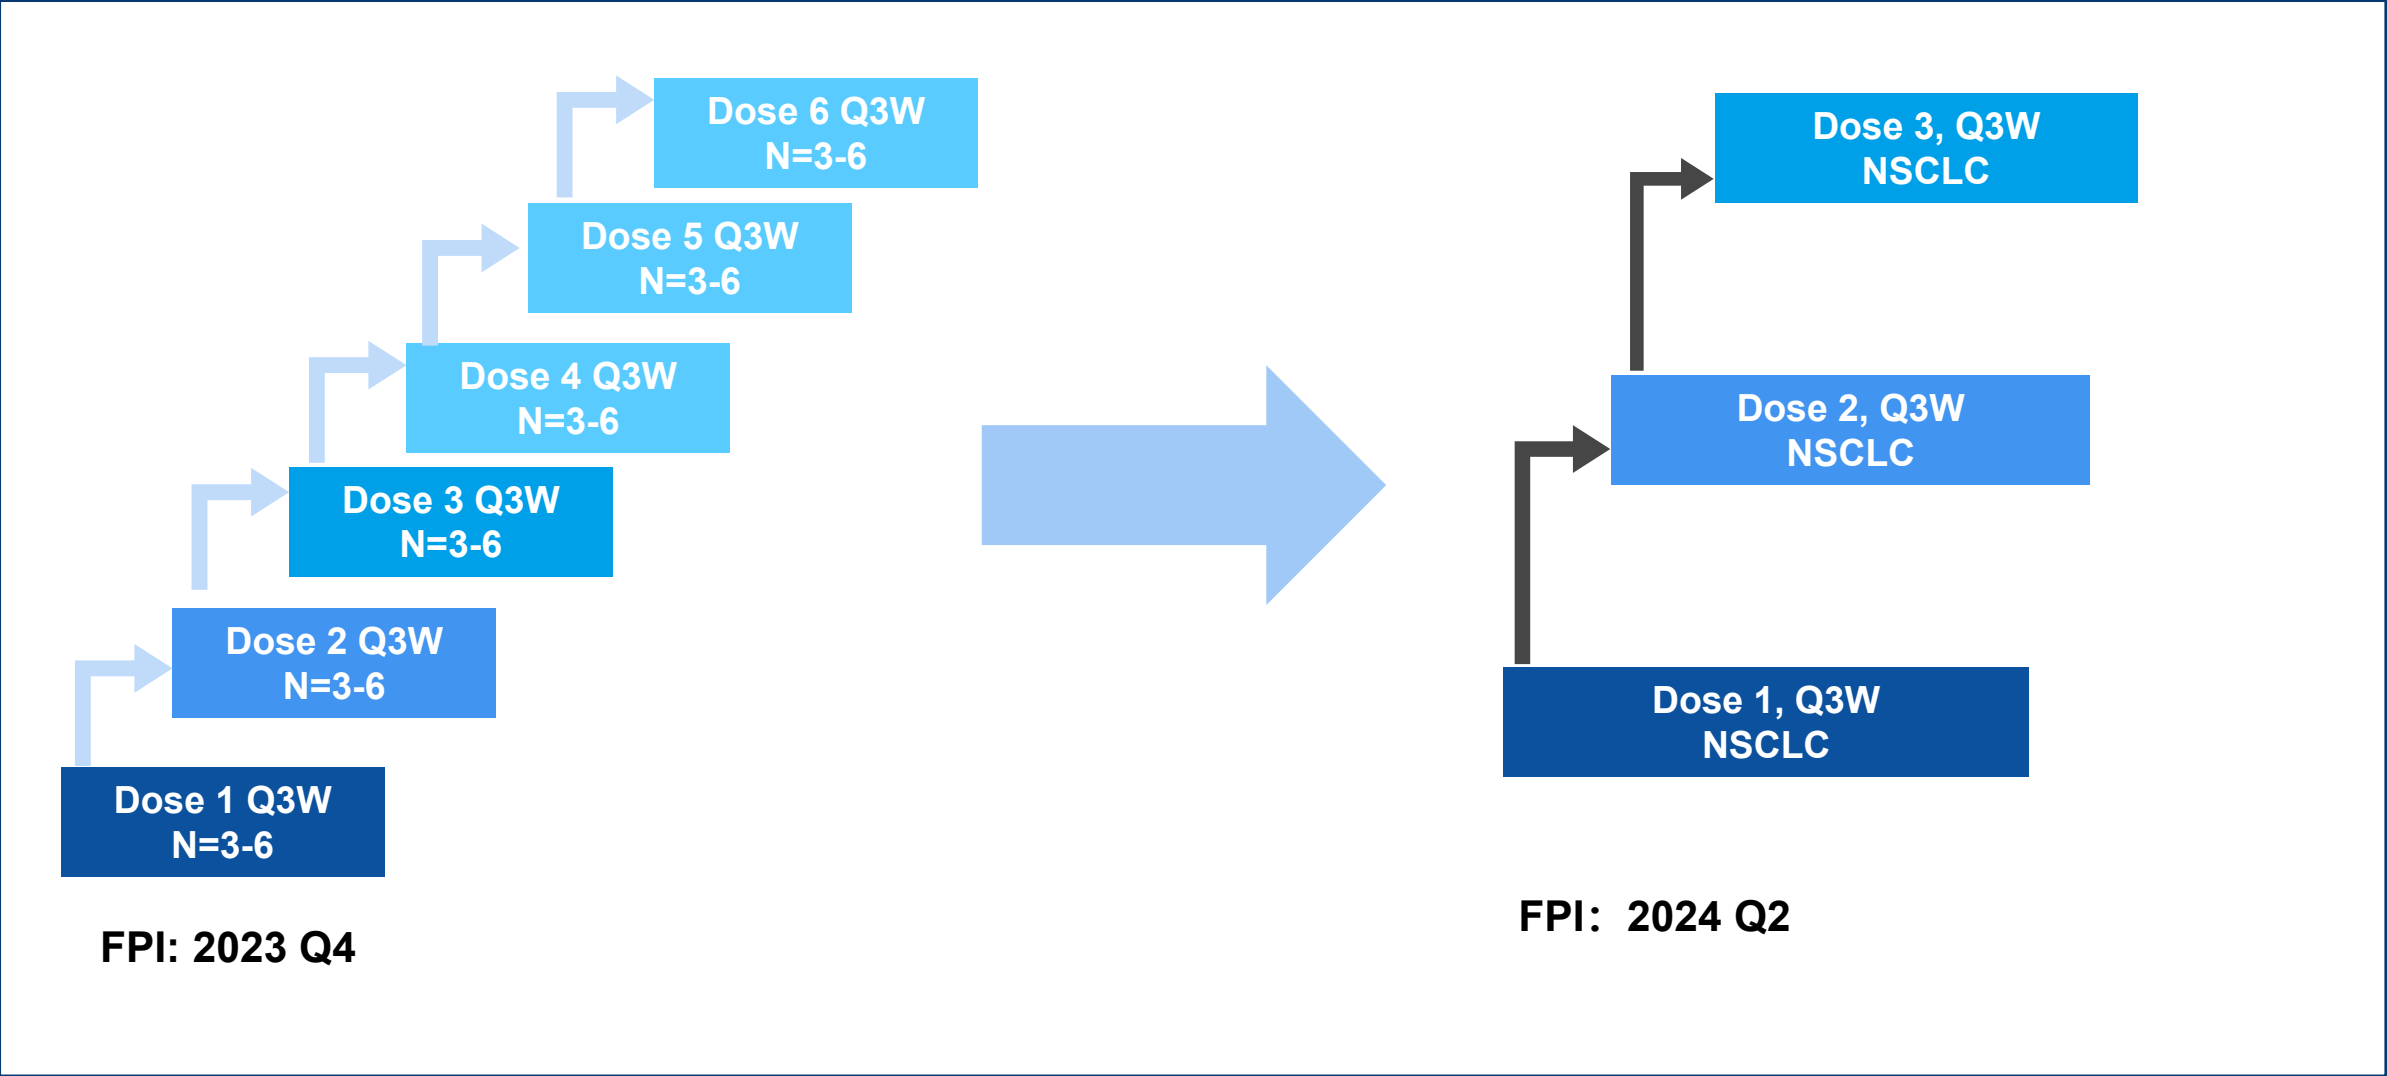 Dose 6 Q3W
N=3-6
Dose 5 Q3W
N=3-6
Dose 4 Q3W
N=3-6
Dose 3 Q3W
N=3-6
Dose 2 Q3W
N=3-6
Dose 1 Q3W
N=3-6
FPI: 2023 Q4
Dose 3, Q3W
NSCLC
Dose 2, Q3W
NSCLC
Dose 1, Q3W
NSCLC
FPI：2024 Q2